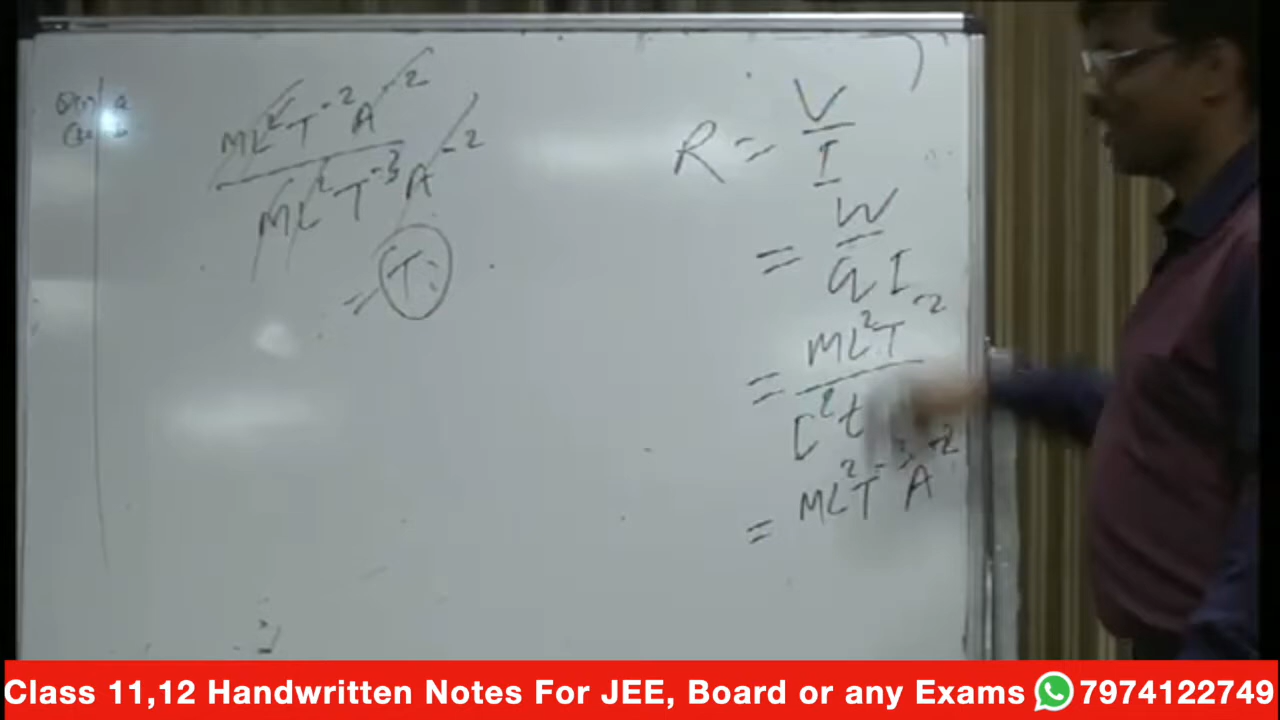 ML²T⁻²A⁻²
ML²T⁻³A⁻²
= T
R = V
I
= W
q I
= ML²T⁻²
I²t
= ML²T⁻³A⁻²
Class 11,12 Handwritten Notes For JEE, Board or any Exams 7974122749